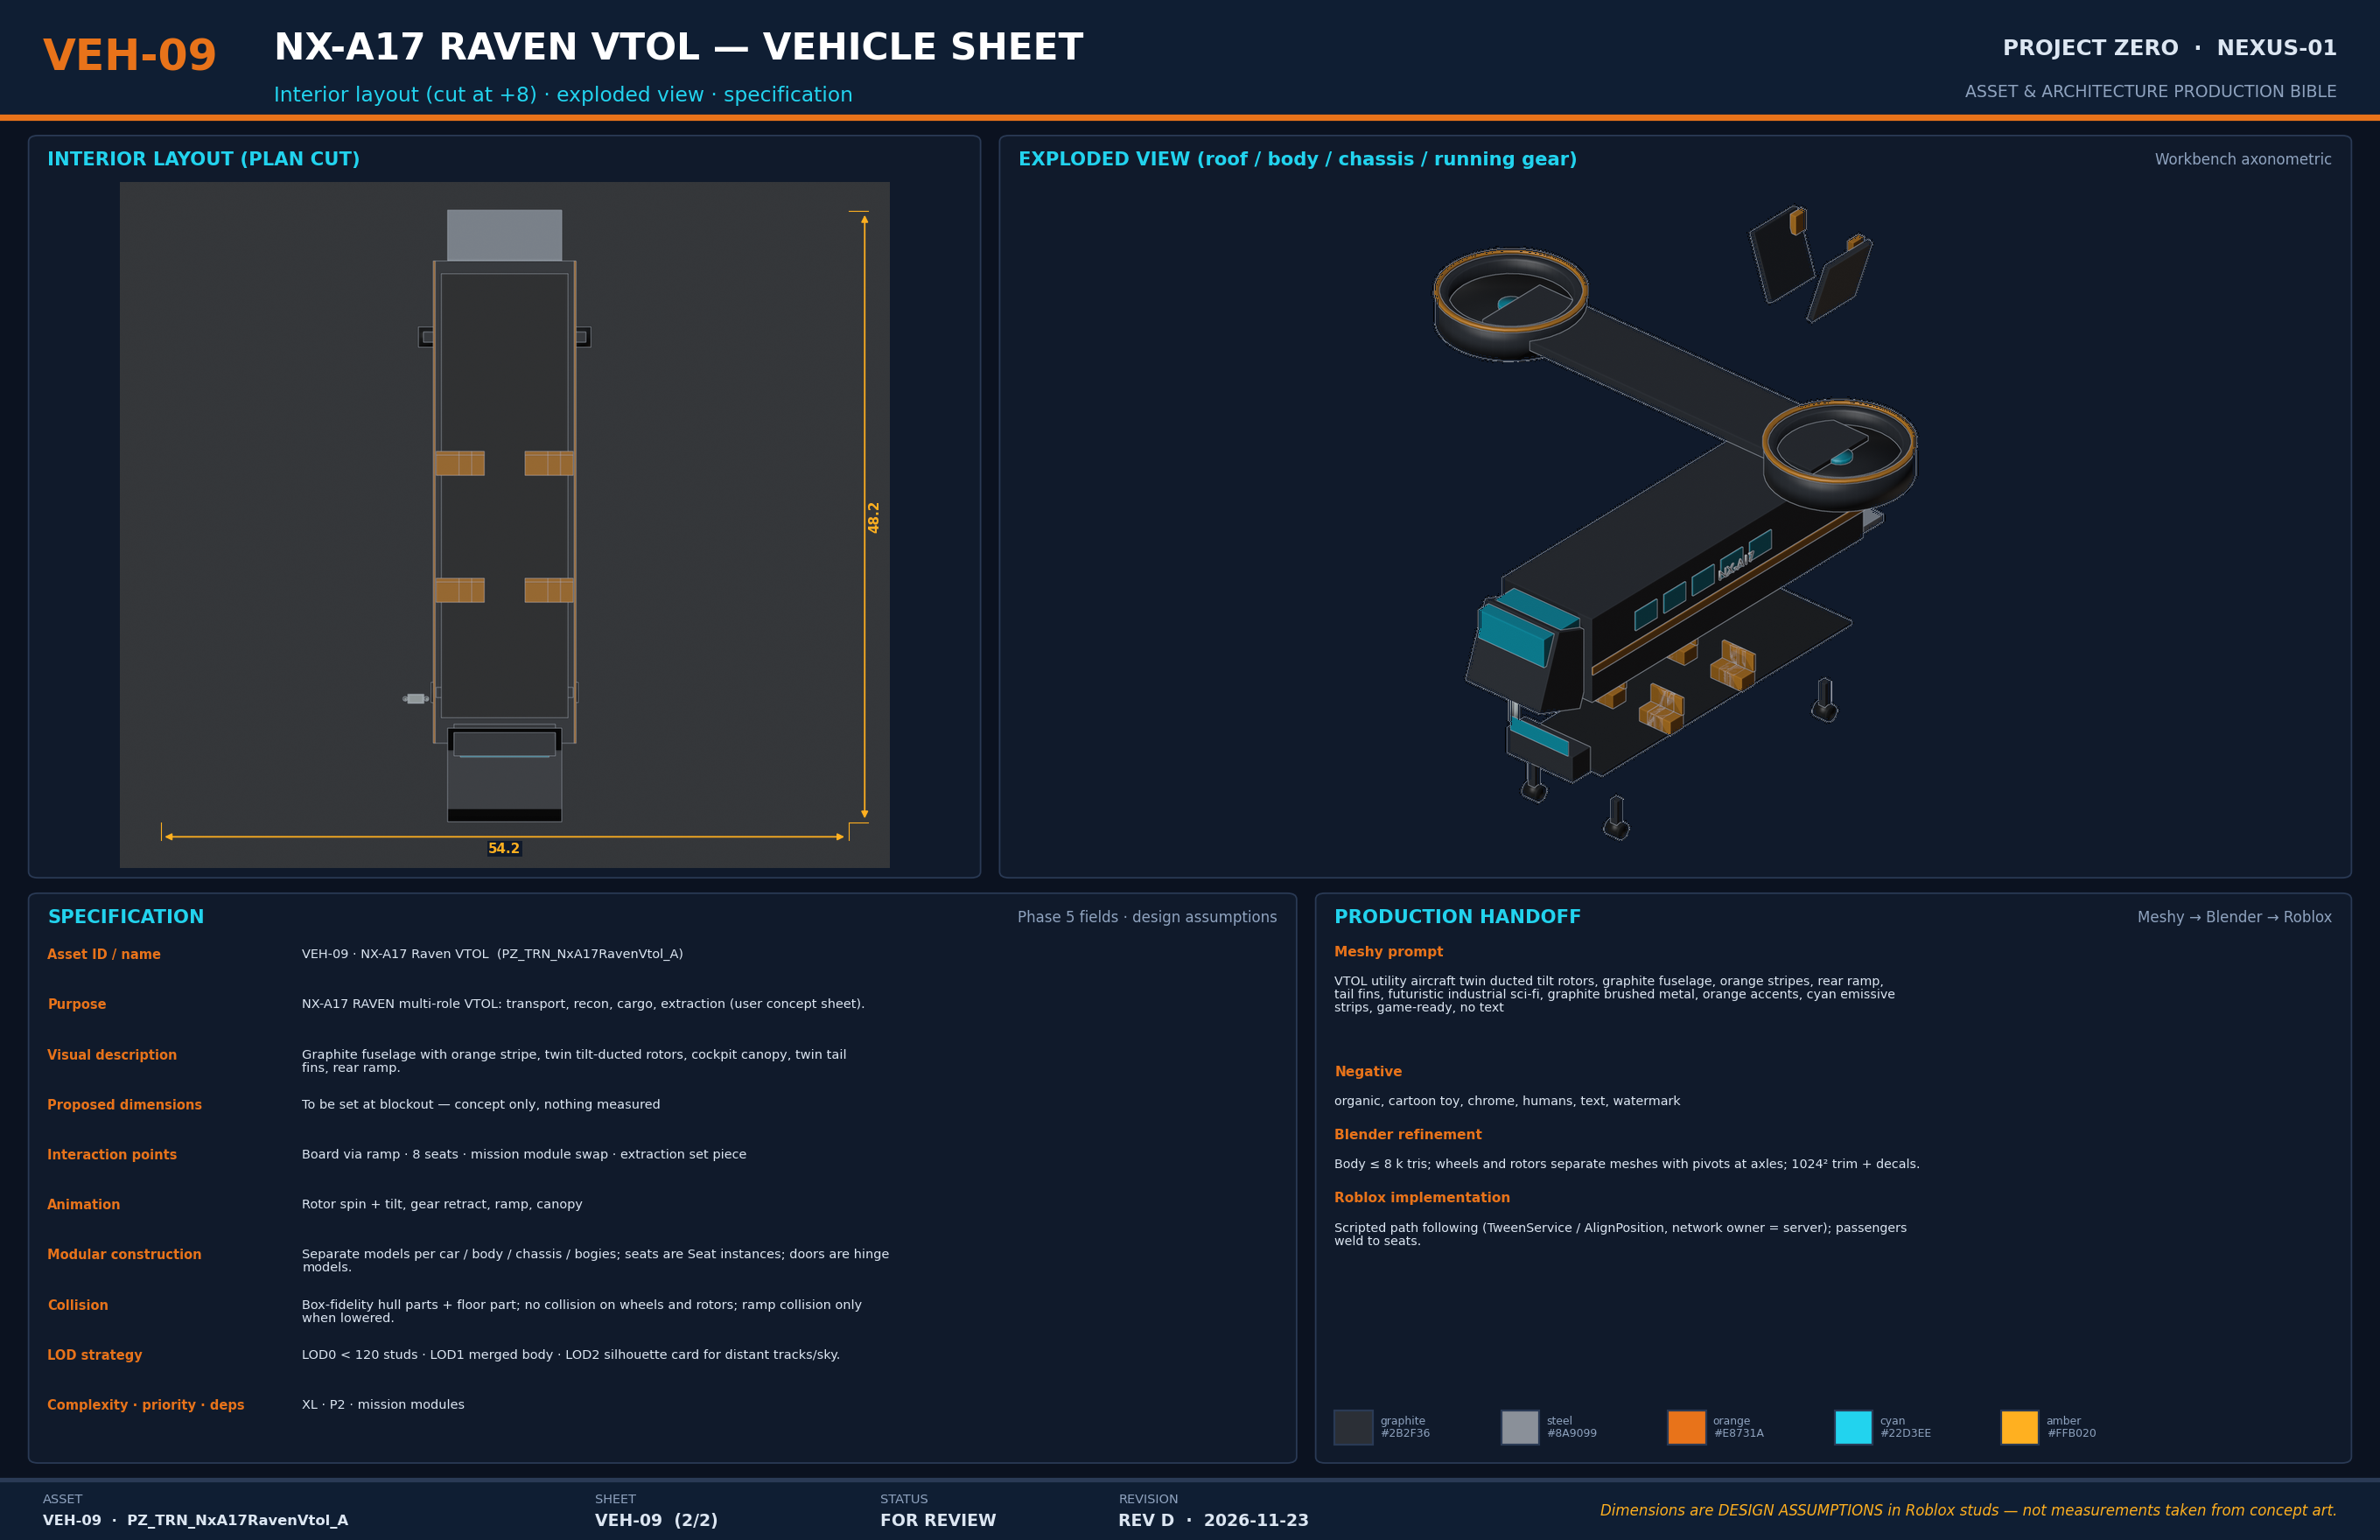 VEH-09
NX-A17 RAVEN VTOL — VEHICLE SHEET
Interior layout (cut at +8) · exploded view · specification
PROJECT ZERO · NEXUS-01
ASSET & ARCHITECTURE PRODUCTION BIBLE
INTERIOR LAYOUT (PLAN CUT)
48.2
54.2
EXPLODED VIEW (roof / body / chassis / running gear)
Workbench axonometric
NX-A17
SPECIFICATION
Phase 5 fields · design assumptions
Asset ID / name
VEH-09 · NX-A17 Raven VTOL (PZ_TRN_NxA17RavenVtol_A)
Purpose
NX-A17 RAVEN multi-role VTOL: transport, recon, cargo, extraction (user concept sheet).
Visual description
Graphite fuselage with orange stripe, twin tilt-ducted rotors, cockpit canopy, twin tail
fins, rear ramp.
Proposed dimensions
To be set at blockout — concept only, nothing measured
Interaction points
Board via ramp · 8 seats · mission module swap · extraction set piece
Animation
Rotor spin + tilt, gear retract, ramp, canopy
Modular construction
Separate models per car / body / chassis / bogies; seats are Seat instances; doors are hinge
models.
Collision
Box-fidelity hull parts + floor part; no collision on wheels and rotors; ramp collision only
when lowered.
LOD strategy
LOD0 < 120 studs · LOD1 merged body · LOD2 silhouette card for distant tracks/sky.
Complexity · priority · deps
XL · P2 · mission modules
PRODUCTION HANDOFF
Meshy → Blender → Roblox
Meshy prompt
VTOL utility aircraft twin ducted tilt rotors, graphite fuselage, orange stripes, rear ramp,
tail fins, futuristic industrial sci-fi, graphite brushed metal, orange accents, cyan emissive
strips, game-ready, no text
Negative
organic, cartoon toy, chrome, humans, text, watermark
Blender refinement
Body ≤ 8 k tris; wheels and rotors separate meshes with pivots at axles; 1024² trim + decals.
Roblox implementation
Scripted path following (TweenService / AlignPosition, network owner = server); passengers
weld to seats.
graphite
#2B2F36
steel
#8A9099
orange
#E8731A
cyan
#22D3EE
amber
#FFB020
ASSET
VEH-09 · PZ_TRN_NxA17RavenVtol_A
SHEET
VEH-09 (2/2)
STATUS
FOR REVIEW
REVISION
REV D · 2026-11-23
Dimensions are DESIGN ASSUMPTIONS in Roblox studs — not measurements taken from concept art.